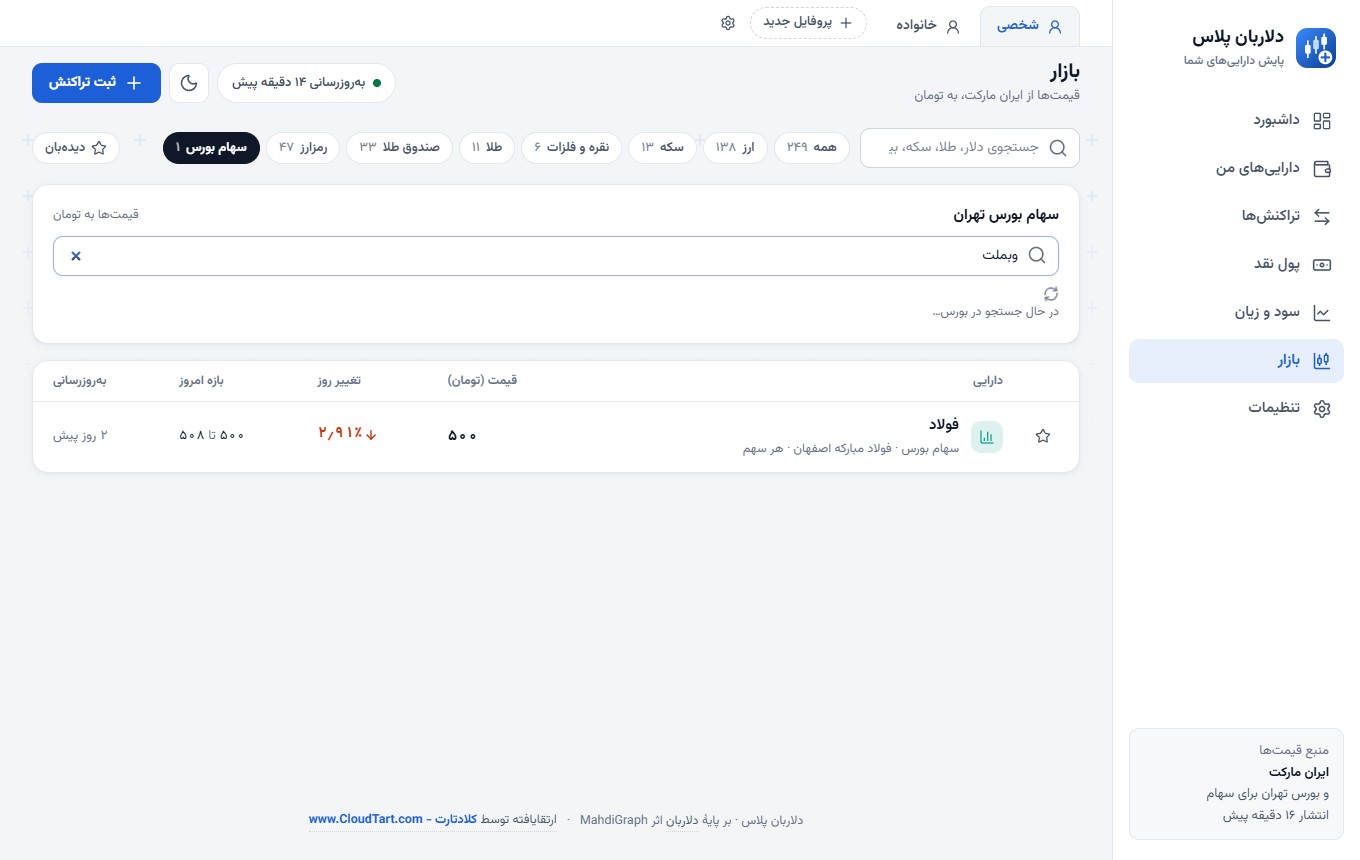 دلاربان پلاس
پایش دارایی‌های شما
داشبورد
دارایی‌های من
تراکنش‌ها
پول نقد
سود و زیان
بازار
تنظیمات
منبع قیمت‌ها
ایران مارکت
و بورس تهران برای سهام
انتشار ۱۶ دقیقه پیش
شخصی
خانواده
پروفایل جدید
بازار
قیمت‌ها از ایران مارکت، به تومان
به‌روزرسانی ۱۴ دقیقه پیش
ثبت تراکنش
جستجوی دلار، طلا، سکه، بی
همه ۲۴۹
ارز ۱۳۸
سکه ۱۳
نقره و فلزات ۶
طلا ۱۱
صندوق طلا ۳۳
رمزارز ۴۷
سهام بورس ۱
دیده‌بان
سهام بورس تهران
قیمت‌ها به تومان
وبملت
در حال جستجو در بورس…
دارایی قیمت (تومان) تغییر روز بازه امروز به‌روزرسانی
فولاد
سهام بورس · فولاد مبارکه اصفهان · هر سهم
۵۰۰
۲٫۹۱٪
۵۰۰ تا ۵۰۸
۲ روز پیش
دلاربان پلاس · بر پایهٔ دلاربان اثر MahdiGraph · ارتقایافته توسط کلادتارت - www.CloudTart.com